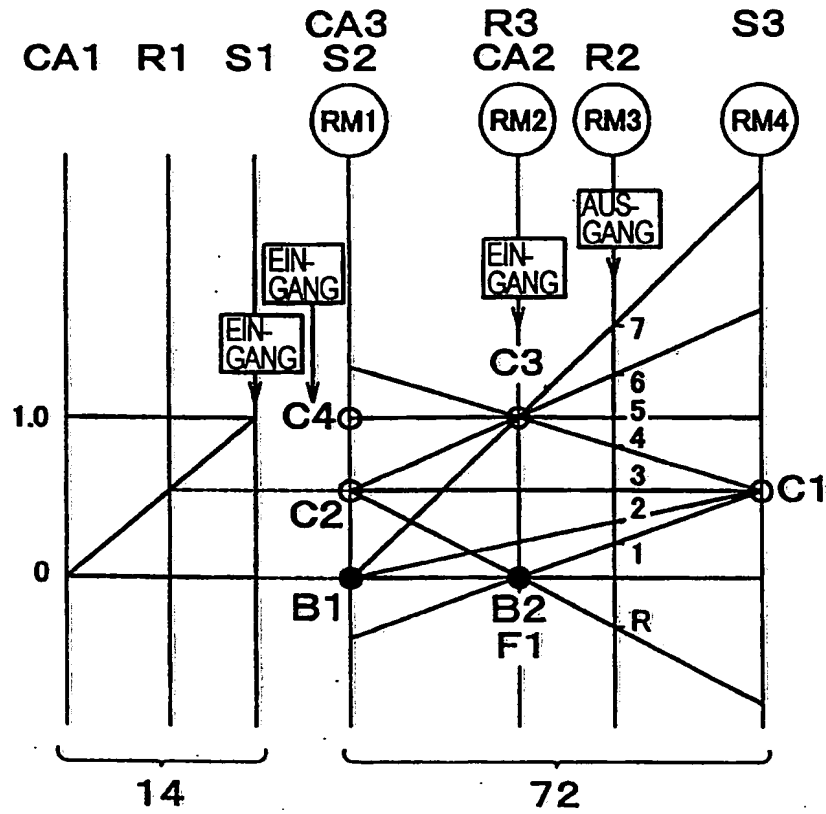 CA3 R3 S3
CA1 R1 S1 S2 CA2 R2
RM1 RM2 RM3 RM4
AUS-
GANG
EIN-
GANG
EIN-
GANG
EIN-
GANG
7
C3
6
1.0 C4 5
4
3
C2 C1
2
1
0
B1 B2
R
F1
14 72